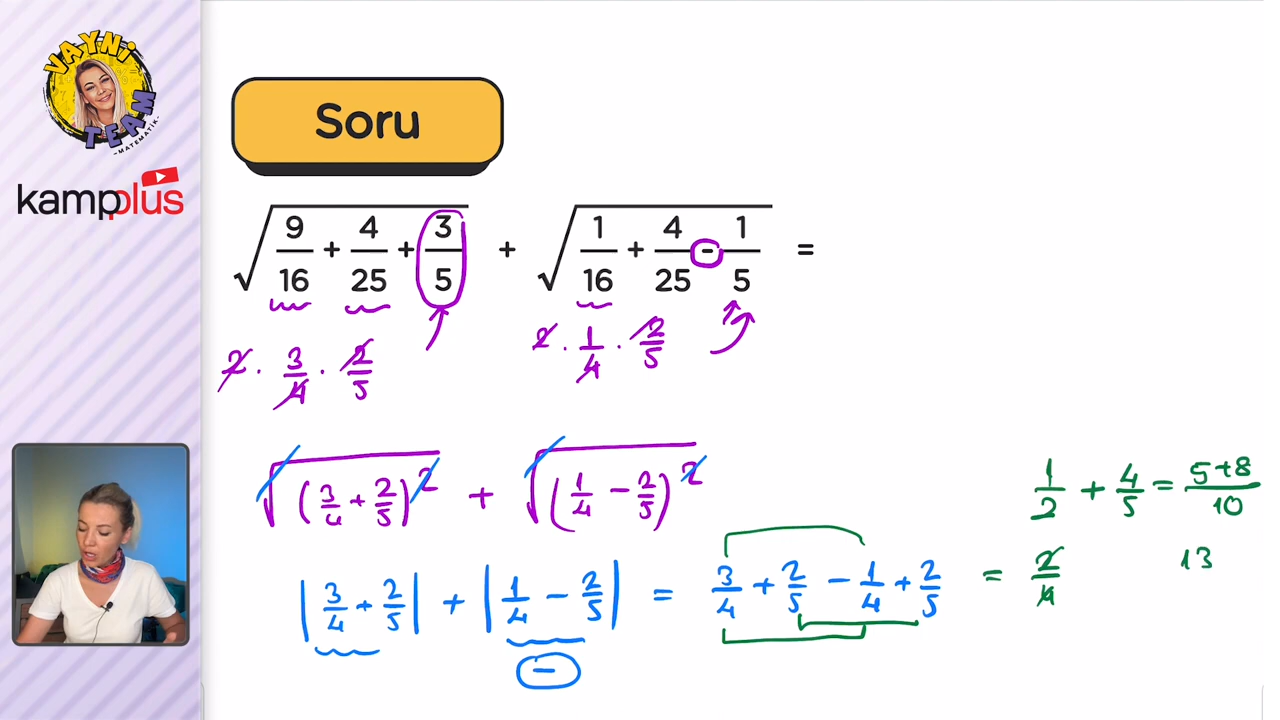 VAYNİ
TEAM
-MATEMATİK-
kampplus
Soru
√(9/16 + 4/25 + 3/5) + √(1/16 + 4/25 - 1/5) =
2 · 3/4 · 2/5
2 · 1/4 · 2/5
√(3/4 + 2/5)² + √(1/4 - 2/5)²
|3/4 + 2/5| + |1/4 - 2/5| = 3/4 + 2/5 - 1/4 + 2/5 = 2/4
-
1/2 + 4/5 = 5+8/10
13